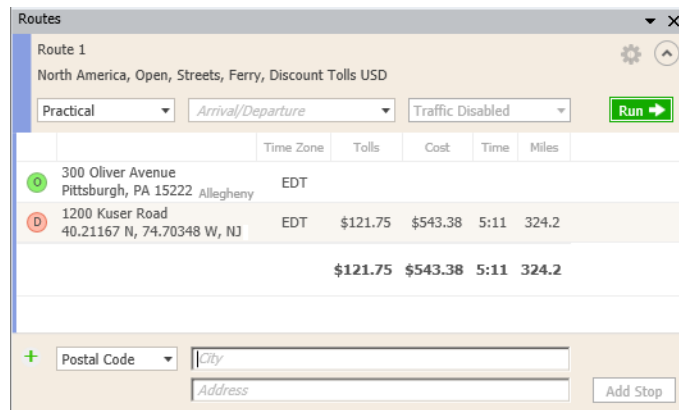 Routes
Route 1
North America, Open, Streets, Ferry, Discount Tolls USD
Practical Arrival/Departure Traffic Disabled Run
Time Zone Tolls Cost Time Miles
O 300 Oliver Avenue
Pittsburgh, PA 15222 Allegheny EDT
D 1200 Kuser Road
40.21167 N, 74.70348 W, NJ EDT $121.75 $543.38 5:11 324.2
$121.75 $543.38 5:11 324.2
Postal Code City
Address Add Stop